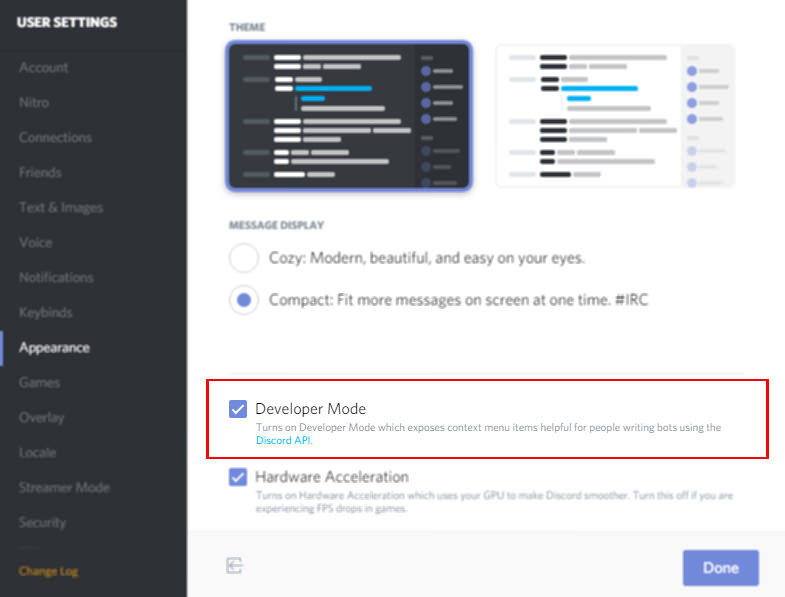 USER SETTINGS
Account
Nitro
Connections
Friends
Text & Images
Voice
Notifications
Keybinds
Appearance
Games
Overlay
Locale
Streamer Mode
Security
Change Log
THEME
MESSAGE DISPLAY
Cozy: Modern, beautiful, and easy on your eyes.
Compact: Fit more messages on screen at one time. #IRC
Developer Mode
Turns on Developer Mode which exposes context menu items helpful for people writing bots using the
Discord API.
Hardware Acceleration
Turns on Hardware Acceleration which uses your GPU to make Discord smoother. Turn this off if you are
experiencing FPS drops in games.
Done